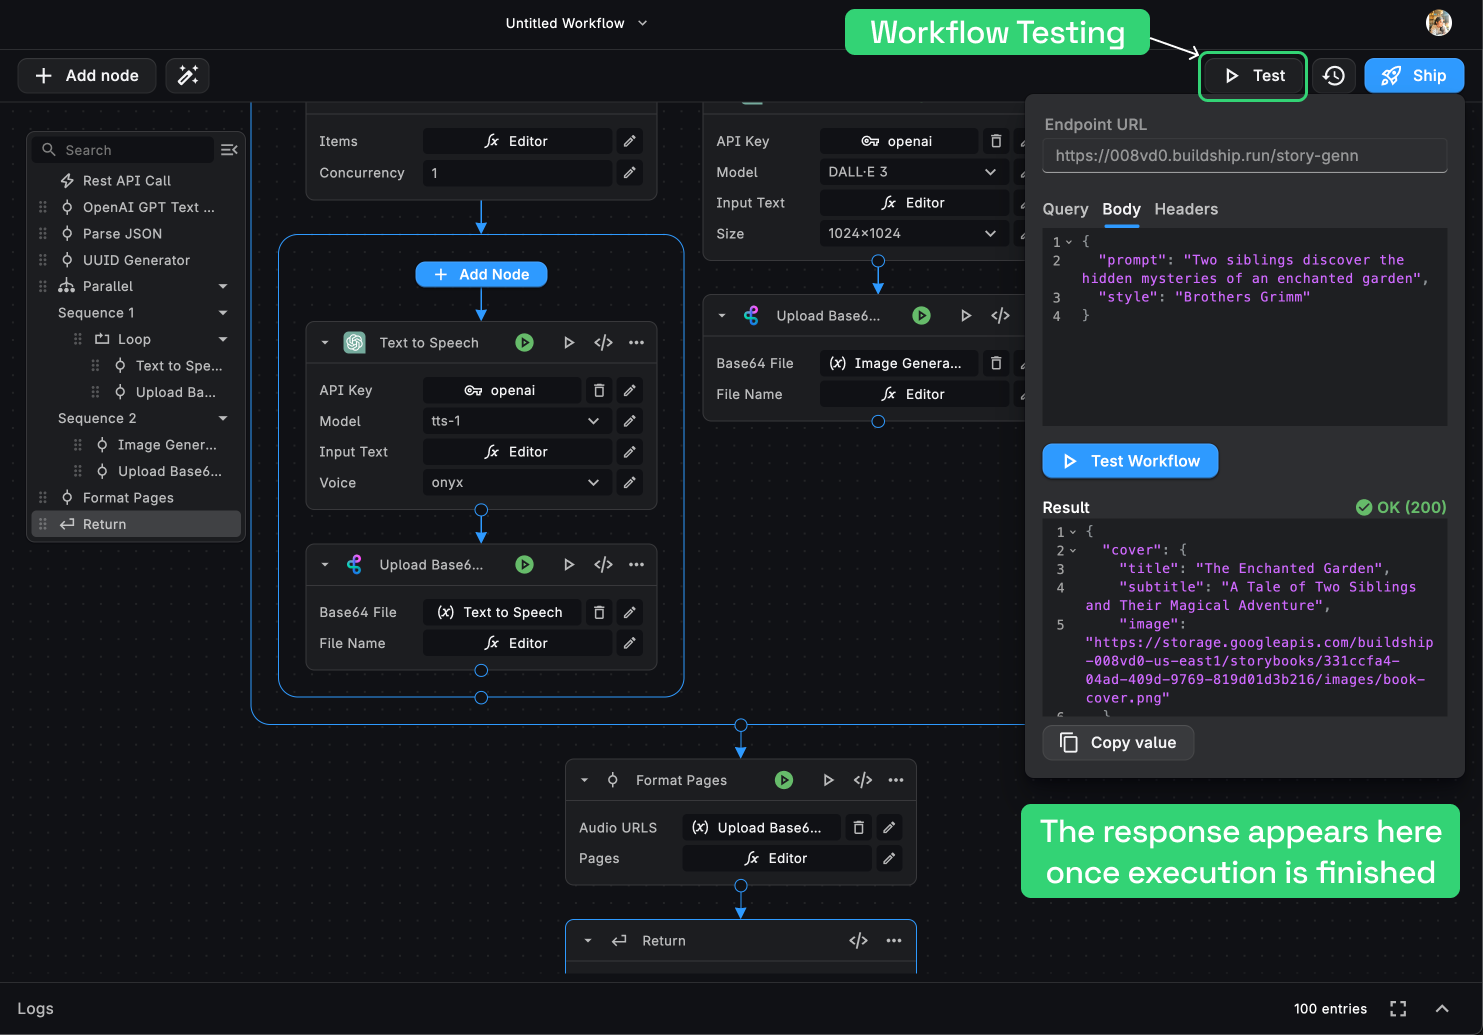 Untitled Workflow
Workflow Testing
Add node
Test
Ship
Search
Rest API Call
OpenAI GPT Text ...
Parse JSON
UUID Generator
Parallel
Sequence 1
Loop
Text to Spe...
Upload Ba...
Sequence 2
Image Gener...
Upload Base6...
Format Pages
Return
Items
Editor
Concurrency
1
Add Node
Text to Speech
API Key
openai
Model
tts-1
Input Text
Editor
Voice
onyx
Upload Base6...
Base64 File
(x) Text to Speech
File Name
Editor
API Key
openai
Model
DALL·E 3
Input Text
Editor
Size
1024×1024
Upload Base6...
Base64 File
(x) Image Genera...
File Name
Editor
Format Pages
Audio URLS
(x) Upload Base6...
Pages
Editor
Return
Endpoint URL
https://008vd0.buildship.run/story-genn
Query Body Headers
1 {
2 "prompt": "Two siblings discover the
hidden mysteries of an enchanted garden",
3 "style": "Brothers Grimm"
4 }
Test Workflow
Result
OK (200)
1 {
2 "cover": {
3 "title": "The Enchanted Garden",
4 "subtitle": "A Tale of Two Siblings
and Their Magical Adventure",
5 "image":
"https://storage.googleapis.com/buildship
-008vd0-us-east1/storybooks/331ccfa4-
04ad-409d-9769-819d01d3b216/images/book-
cover.png"
6 }
Copy value
The response appears here
once execution is finished
Logs
100 entries